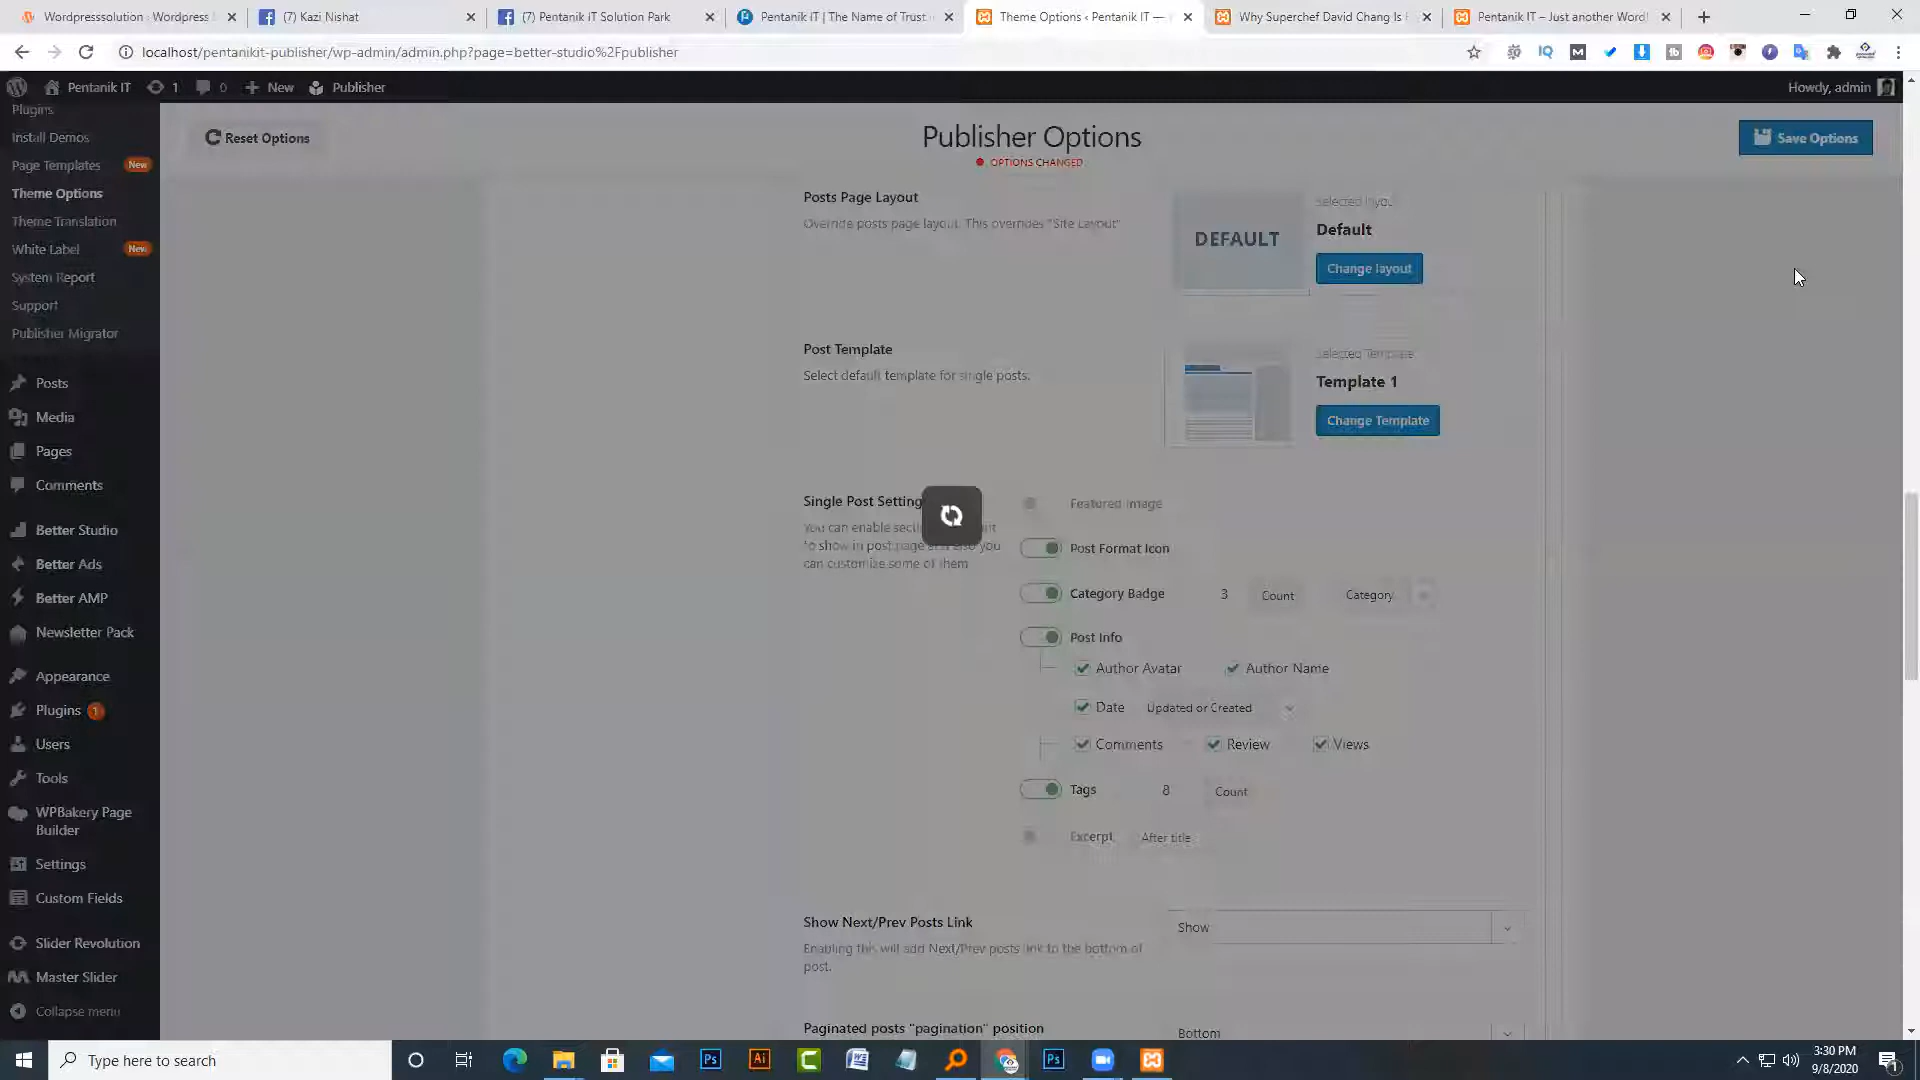 Wordpresssolution - Wordpress
(7) Kazi Nishat
(7) Pentanik IT Solution Park
Pentanik IT | The Name of Trust
Theme Options ‹ Pentanik IT —
Why Superchef David Chang Is
Pentanik IT – Just another Word
localhost/pentanikit-publisher/wp-admin/admin.php?page=better-studio%2Fpublisher
Pentanik IT
1
0
New
Publisher
Howdy, admin
Plugins
Install Demos
Page Templates New
Theme Options
Theme Translation
White Label New
System Report
Support
Publisher Migrator
Posts
Media
Pages
Comments
Better Studio
Better Ads
Better AMP
Newsletter Pack
Appearance
Plugins 1
Users
Tools
WPBakery Page
Builder
Settings
Custom Fields
Slider Revolution
Master Slider
Collapse menu
Reset Options
Publisher Options
OPTIONS CHANGED
Save Options
Posts Page Layout
Override posts page layout. This overrides "Site Layout"
DEFAULT
Selected layout
Default
Change layout
Post Template
Select default template for single posts.
Selected Template
Template 1
Change Template
Single Post Setting
You can enable
to show in post page also you
can customize some of them
Featured Image
Post Format Icon
Category Badge 3 Count Category
Post Info
Author Avatar Author Name
Date Updated or Created
Comments Review Views
Tags 8 Count
Excerpt After title
Show Next/Prev Posts Link
Enabling this will add Next/Prev posts link to the bottom of
post.
Show
Paginated posts "pagination" position
Bottom
Type here to search
3:30 PM
9/8/2020
1